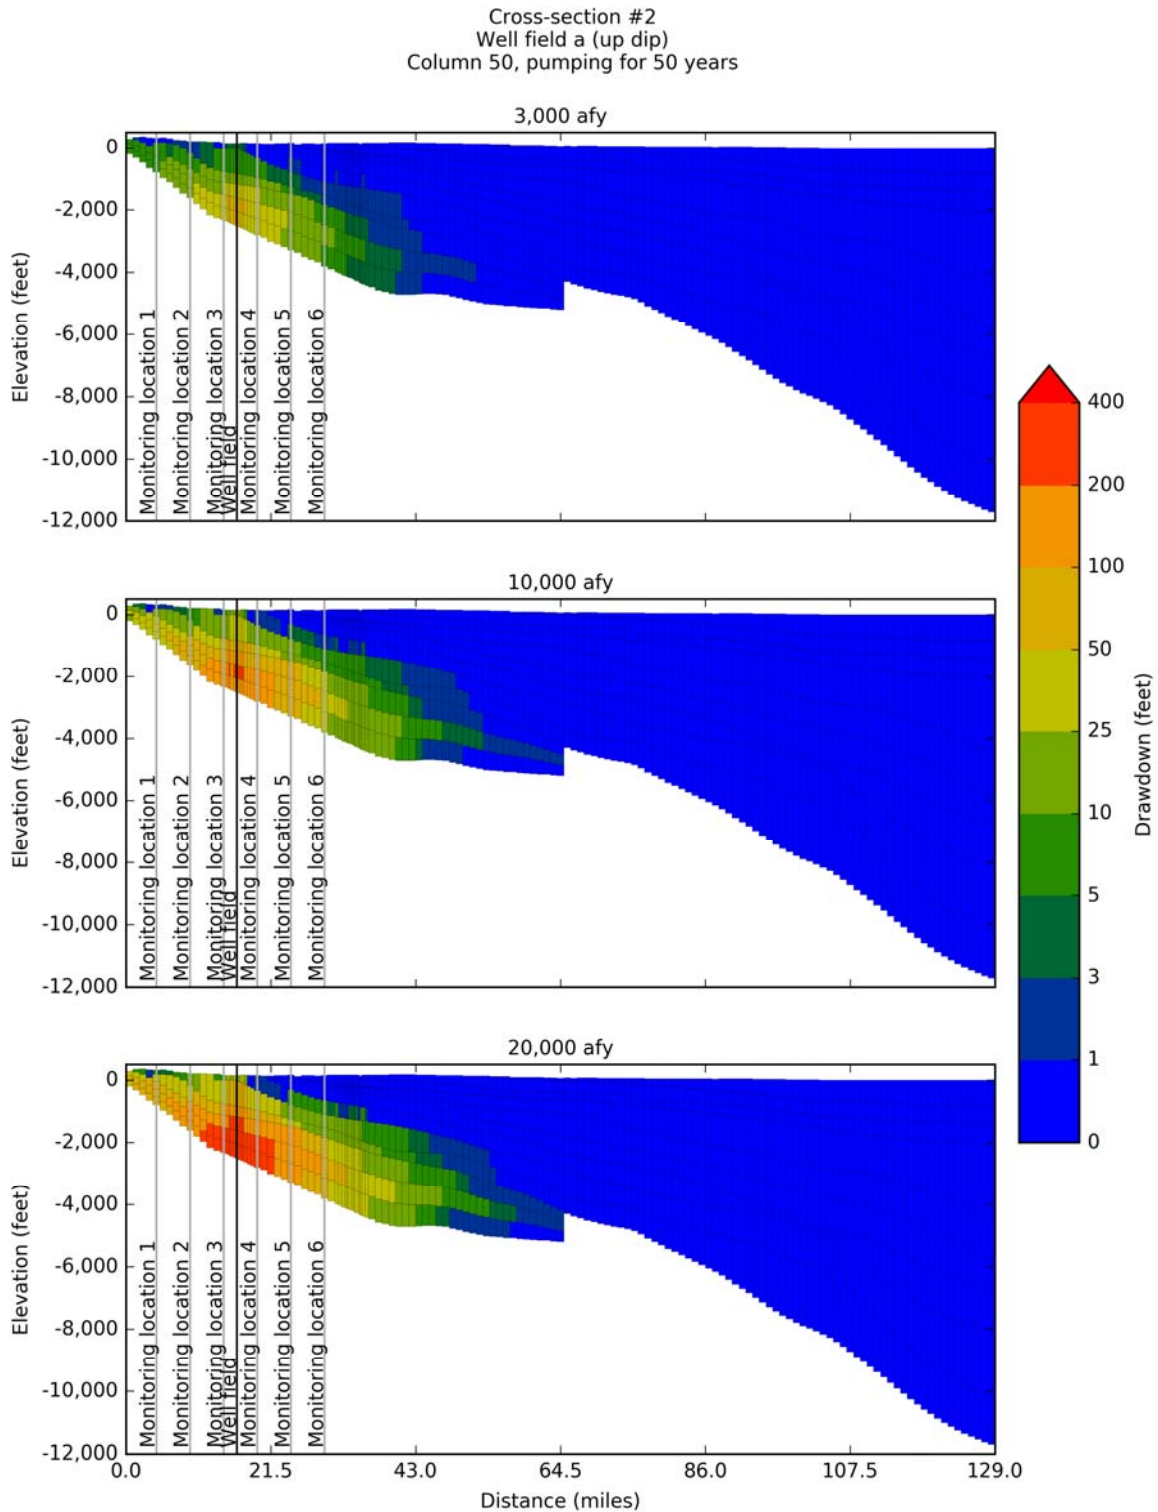 Cross-section #2
Well field a (up dip)
Column 50, pumping for 50 years
3,000 afy
0
-2,000
-4,000
-6,000
-8,000
-10,000
-12,000
Elevation (feet)
Monitoring location 1
Monitoring location 2
Monitoring location 3
Well field
Monitoring location 4
Monitoring location 5
Monitoring location 6
10,000 afy
0
-2,000
-4,000
-6,000
-8,000
-10,000
-12,000
Elevation (feet)
Monitoring location 1
Monitoring location 2
Monitoring location 3
Well field
Monitoring location 4
Monitoring location 5
Monitoring location 6
20,000 afy
0
-2,000
-4,000
-6,000
-8,000
-10,000
-12,000
Elevation (feet)
Monitoring location 1
Monitoring location 2
Monitoring location 3
Well field
Monitoring location 4
Monitoring location 5
Monitoring location 6
0.0 21.5 43.0 64.5 86.0 107.5 129.0
Distance (miles)
400
200
100
50
25
10
5
3
1
0
Drawdown (feet)